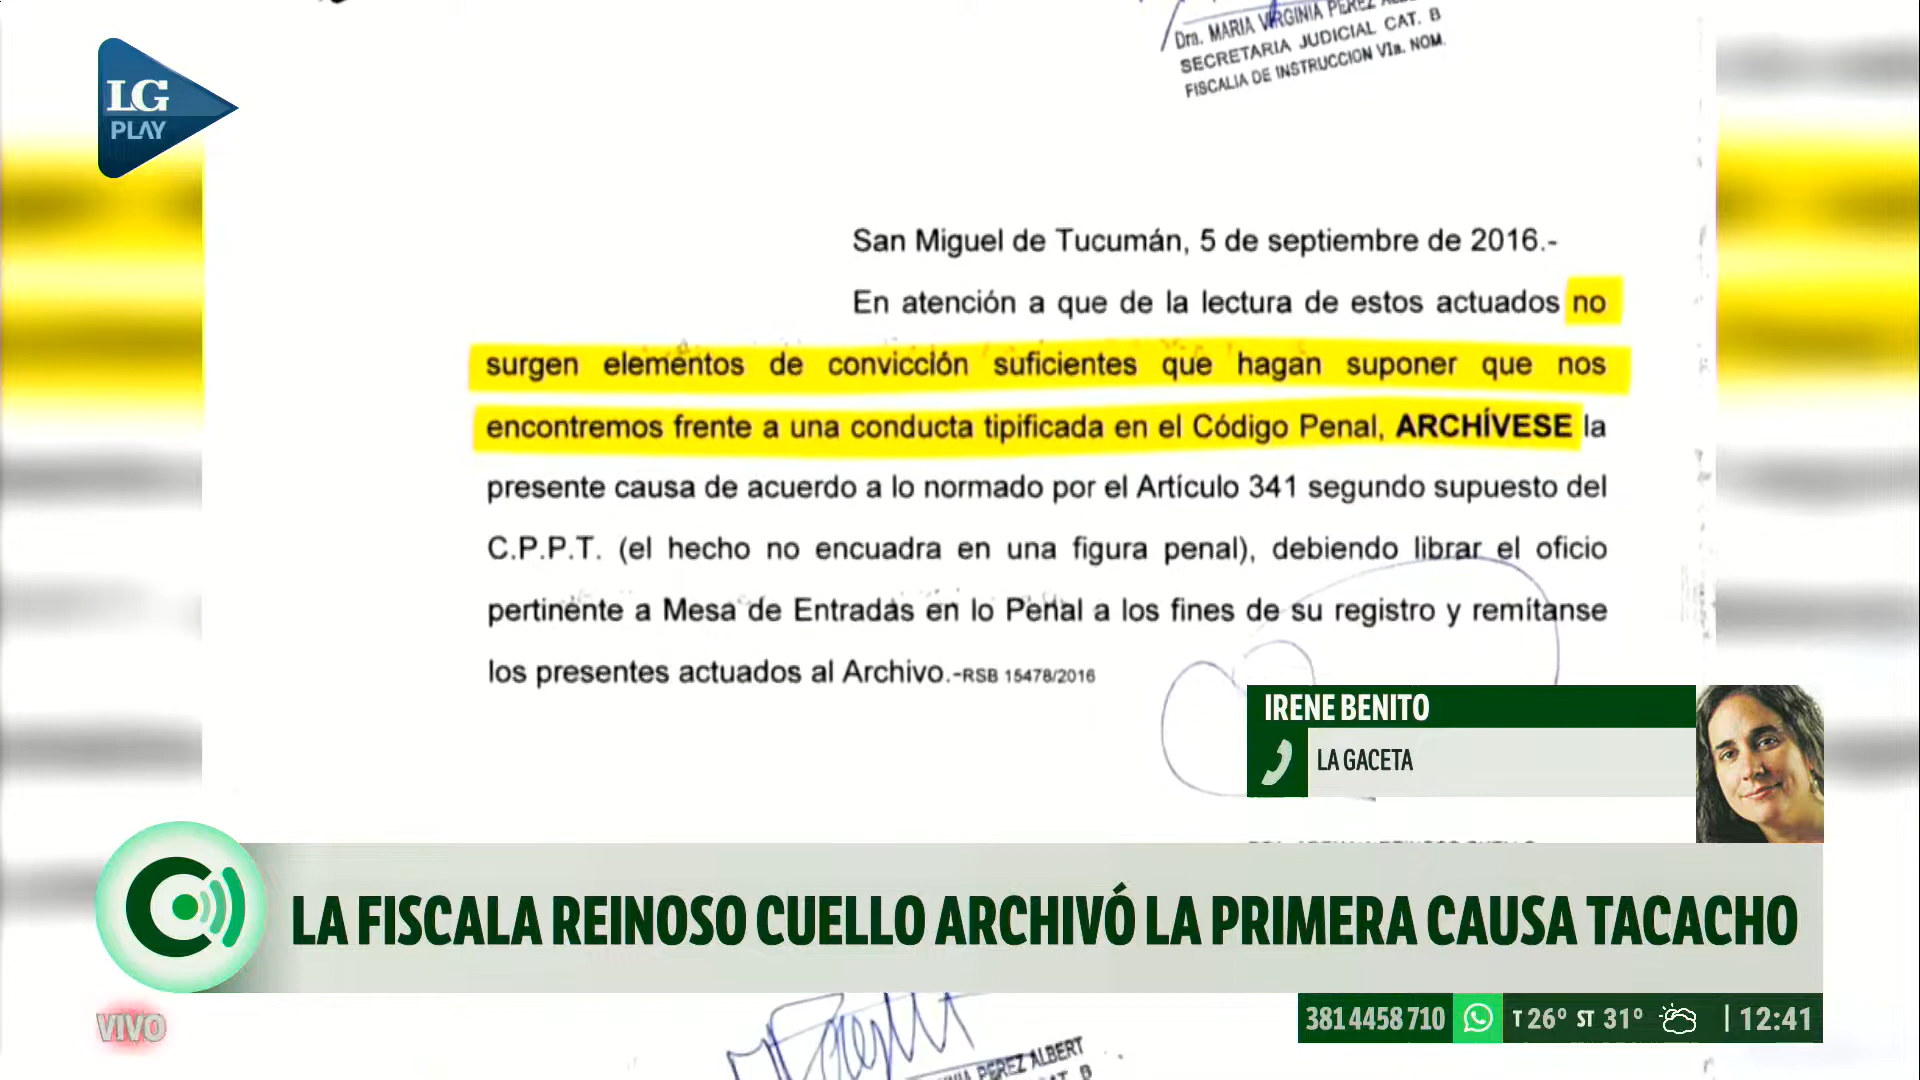 Dra. MARIA VIRGINIA PEREZ
SECRETARIA JUDICIAL CAT. B
FISCALIA DE INSTRUCCION VIa. NOM.
LG
PLAY
San Miguel de Tucumán, 5 de septiembre de 2016.-
En atención a que de la lectura de estos actuados no
surgen elementos de convicción suficientes que hagan suponer que nos
encontremos frente a una conducta tipificada en el Código Penal, ARCHÍVESE la
presente causa de acuerdo a lo normado por el Artículo 341 segundo supuesto del
C.P.P.T. (el hecho no encuadra en una figura penal), debiendo librar el oficio
pertinente a Mesa de Entradas en lo Penal a los fines de su registro y remítanse
los presentes actuados al Archivo.-RSB 15478/2016
IRENE BENITO
LA GACETA
LA FISCALA REINOSO CUELLO ARCHIVÓ LA PRIMERA CAUSA TACACHO
VIVO
381 4458 710 T 26º ST 31º 12:41
PEREZ ALBERT